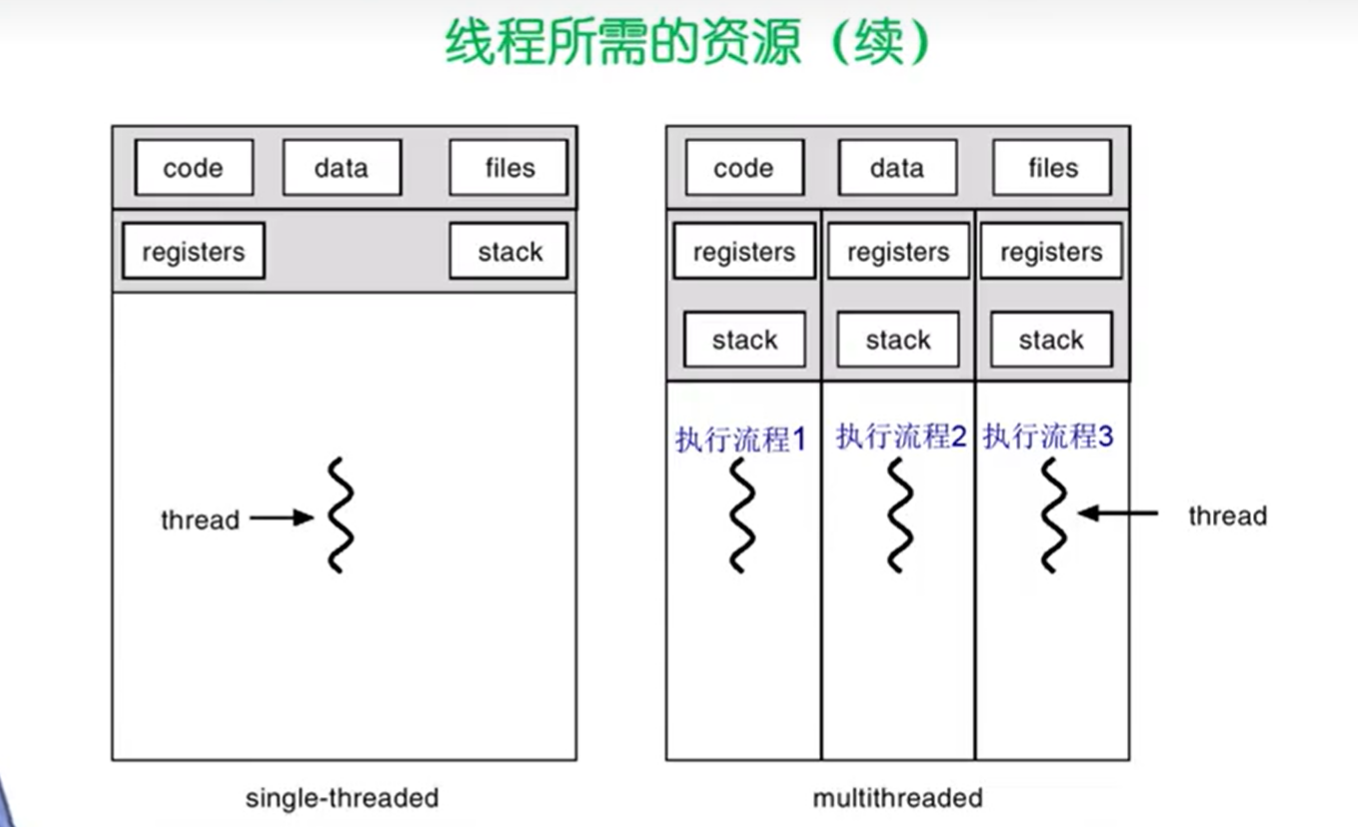 线程所需的资源（续）
code data files
registers stack
thread
single-threaded
code data files
registers registers registers
stack stack stack
执行流程1 执行流程2 执行流程3
thread
multithreaded